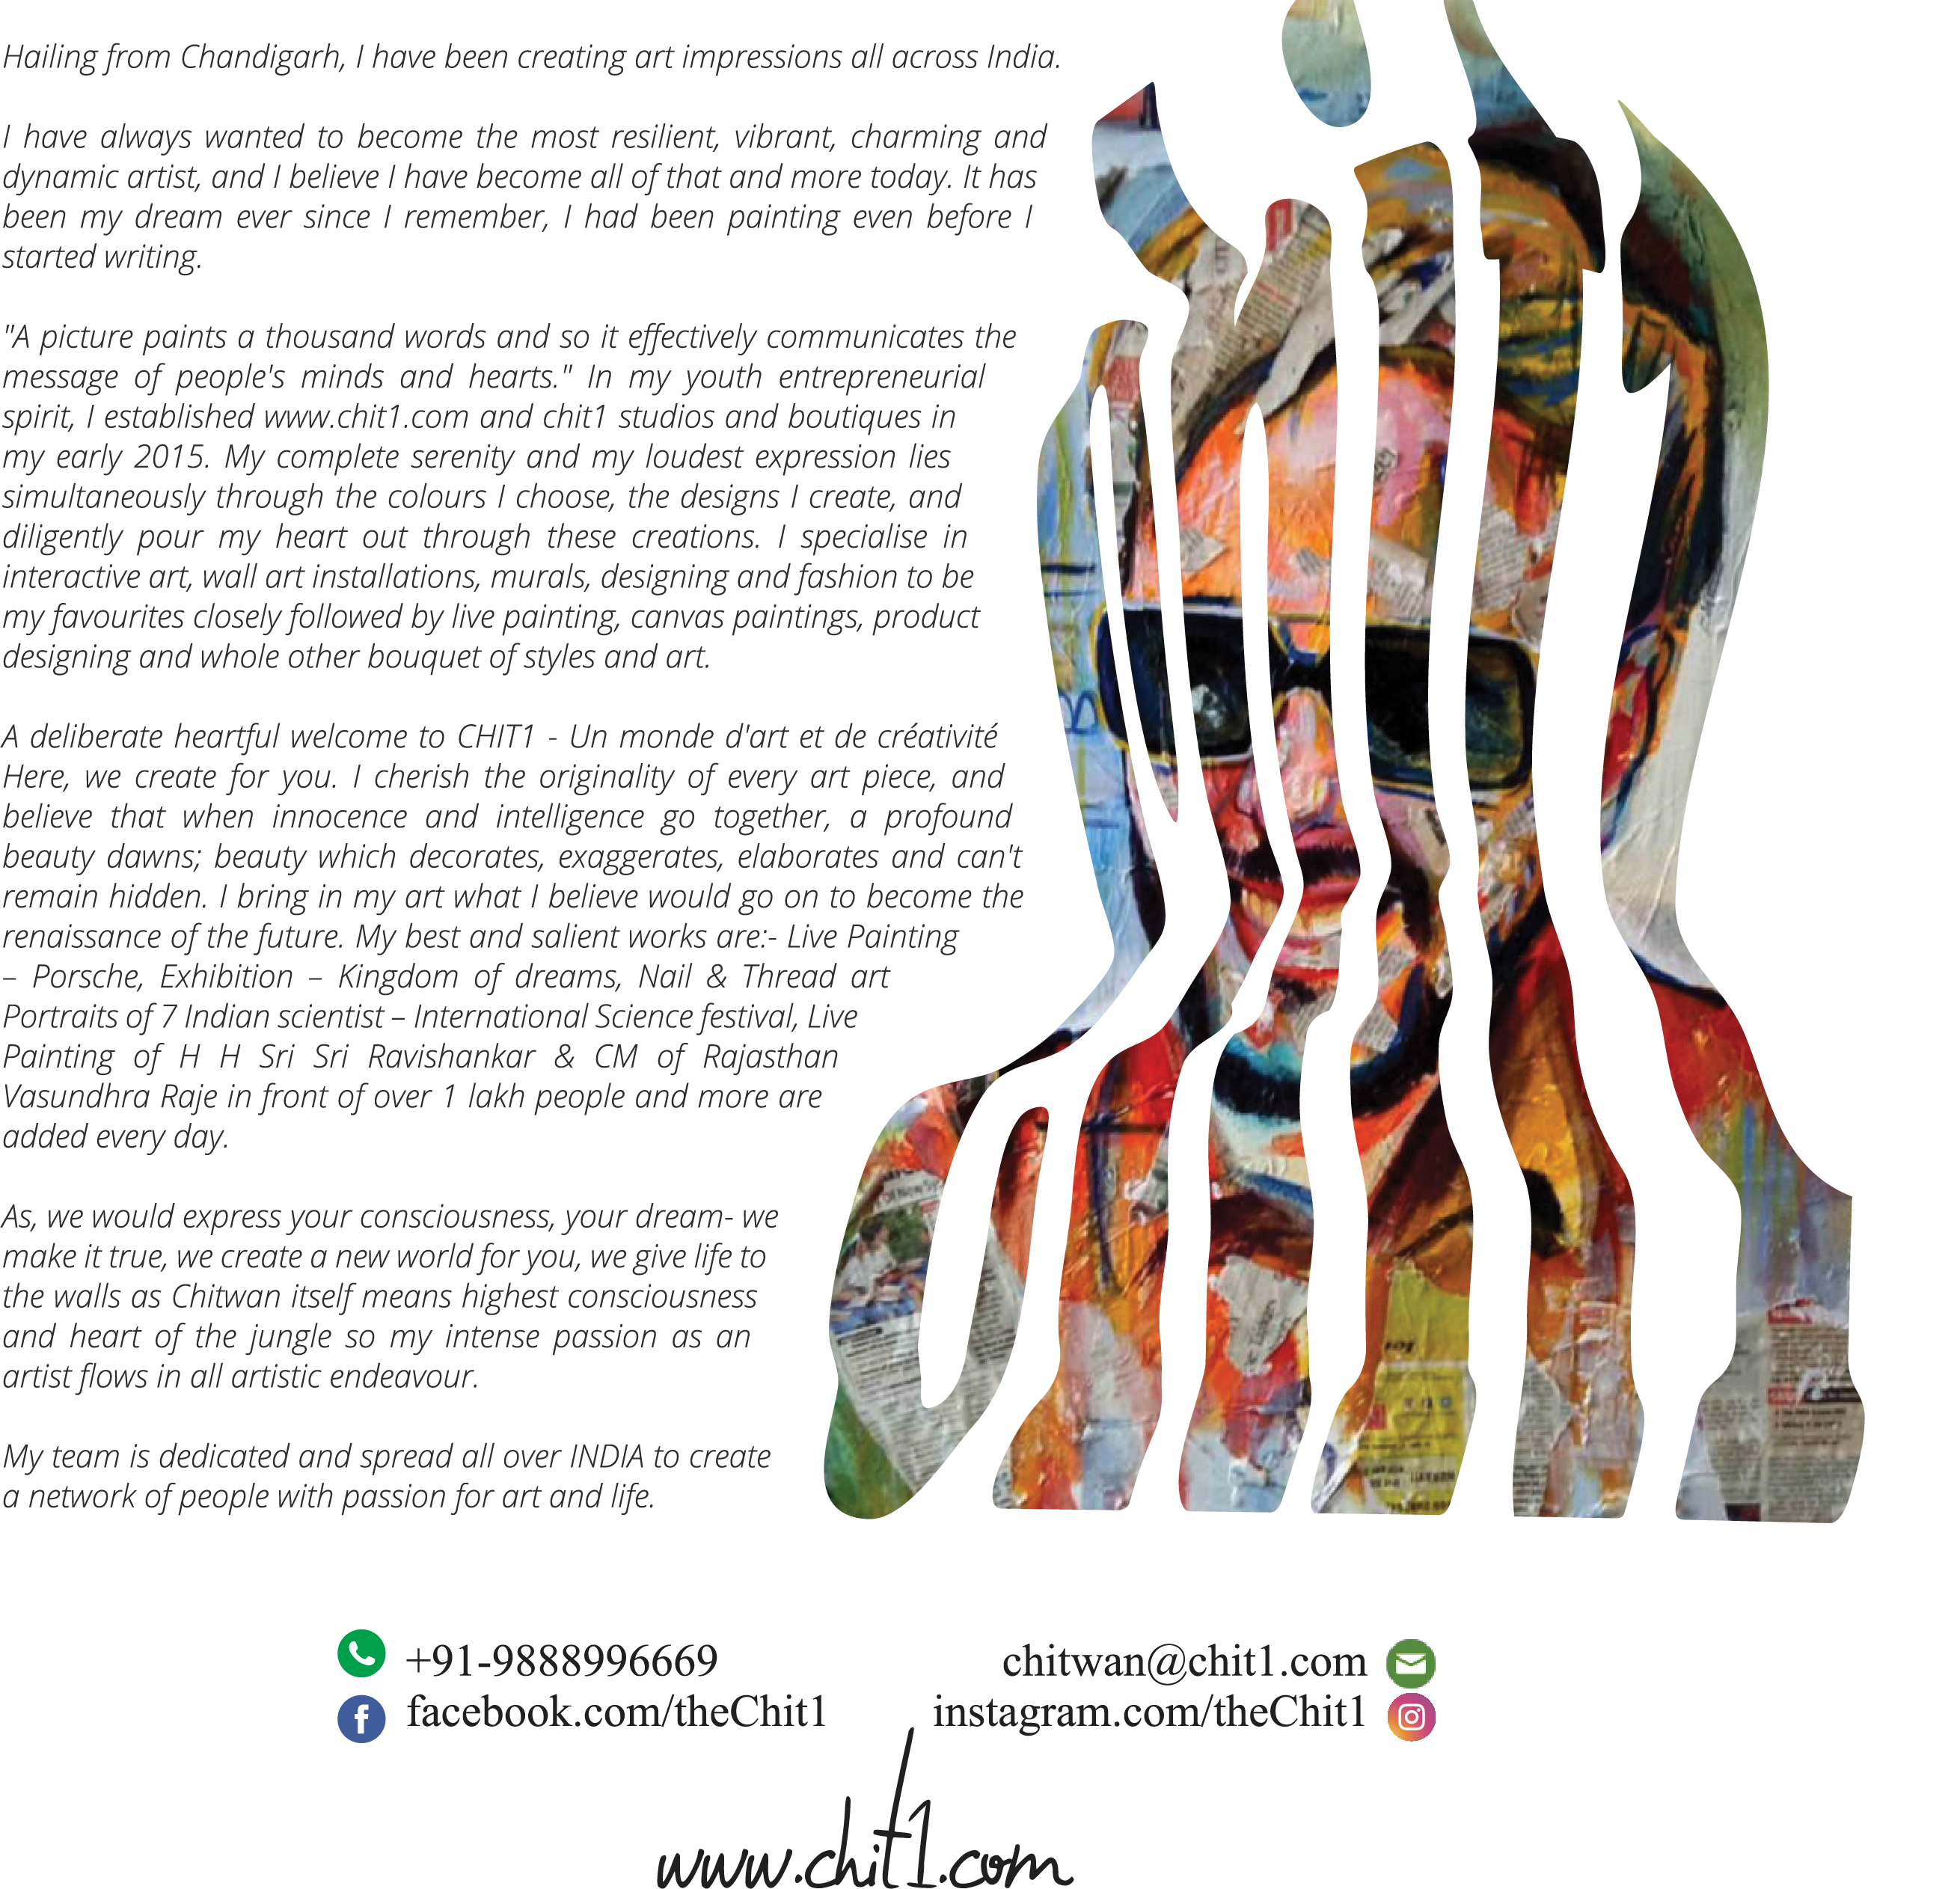 Hailing from Chandigarh, I have been creating art impressions all across India.
I have always wanted to become the most resilient, vibrant, charming and
dynamic artist, and I believe I have become all of that and more today. It has
been my dream ever since I remember, I had been painting even before I
started writing.
"A picture paints a thousand words and so it effectively communicates the
message of people's minds and hearts." In my youth entrepreneurial
spirit, I established www.chit1.com and chit1 studios and boutiques in
my early 2015. My complete serenity and my loudest expression lies
simultaneously through the colours I choose, the designs I create, and
diligently pour my heart out through these creations. I specialise in
interactive art, wall art installations, murals, designing and fashion to be
my favourites closely followed by live painting, canvas paintings, product
designing and whole other bouquet of styles and art.
A deliberate heartful welcome to CHIT1 - Un monde d'art et de créativité
Here, we create for you. I cherish the originality of every art piece, and
believe that when innocence and intelligence go together, a profound
beauty dawns; beauty which decorates, exaggerates, elaborates and can't
remain hidden. I bring in my art what I believe would go on to become the
renaissance of the future. My best and salient works are:- Live Painting
– Porsche, Exhibition – Kingdom of dreams, Nail & Thread art
Portraits of 7 Indian scientist – International Science festival, Live
Painting of H H Sri Sri Ravishankar & CM of Rajasthan
Vasundhra Raje in front of over 1 lakh people and more are
added every day.
As, we would express your consciousness, your dream- we
make it true, we create a new world for you, we give life to
the walls as Chitwan itself means highest consciousness
and heart of the jungle so my intense passion as an
artist flows in all artistic endeavour.
My team is dedicated and spread all over INDIA to create
a network of people with passion for art and life.
+91-9888996669
chitwan@chit1.com
facebook.com/theChit1
instagram.com/theChit1
www.chit1.com